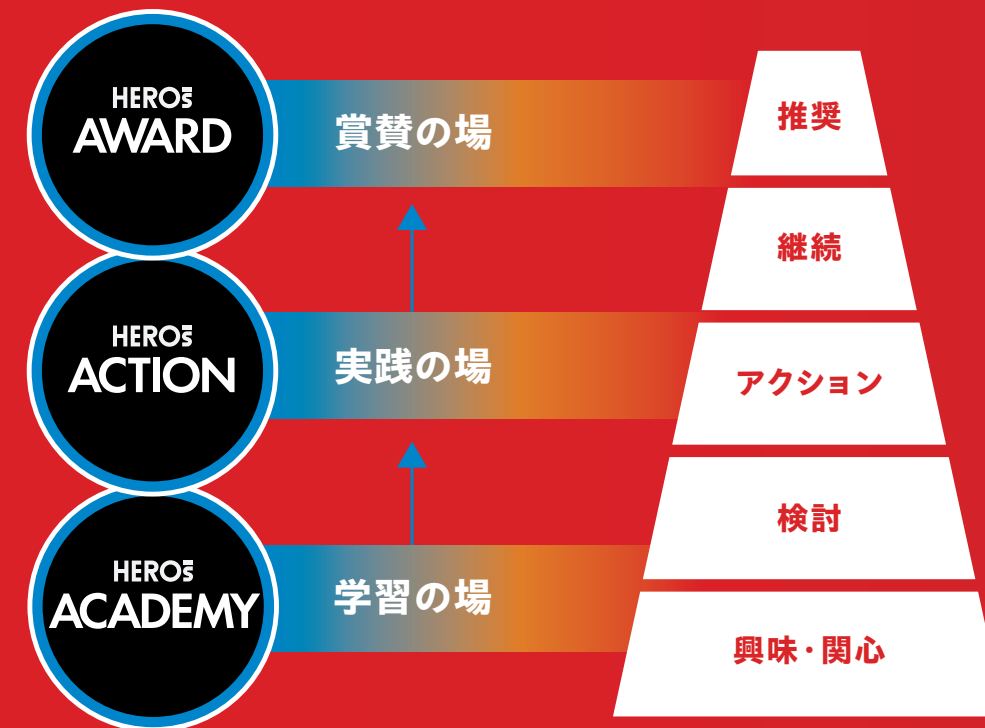 HEROs
AWARD
賞賛の場
推奨
継続
HEROs
ACTION
実践の場
アクション
検討
HEROs
ACADEMY
学習の場
興味・関心